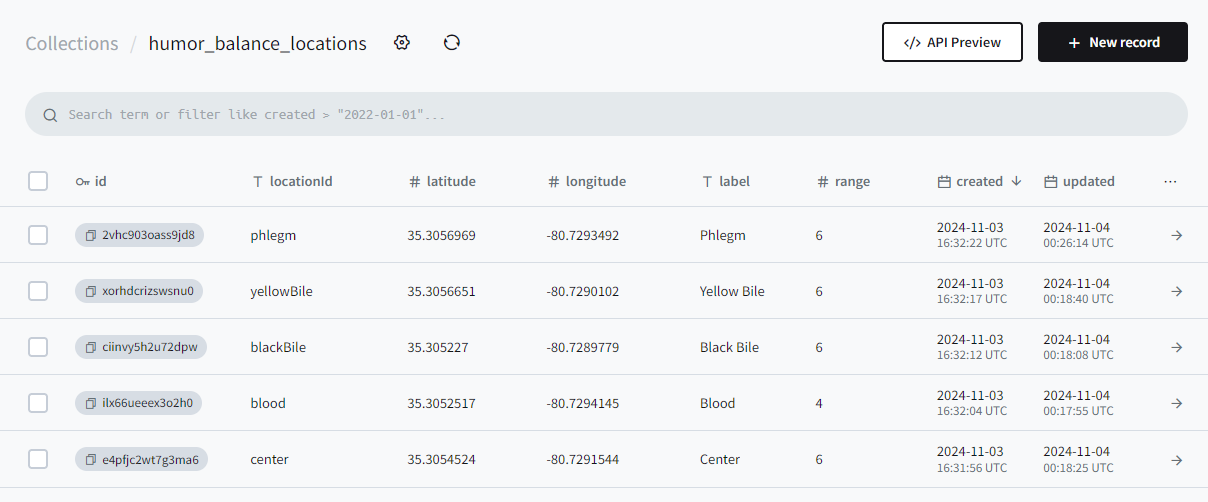 Collections / humor_balance_locations
</> API Preview
+ New record
Search term or filter like created > "2022-01-01"...
id locationId latitude longitude label range created updated
2vhc903oass9jd8 phlegm 35.3056969 -80.7293492 Phlegm 6 2024-11-03 2024-11-04
16:32:22 UTC 00:26:14 UTC
xorhdcrizswsnu0 yellowBile 35.3056651 -80.7290102 Yellow Bile 6 2024-11-03 2024-11-04
16:32:17 UTC 00:18:40 UTC
ciinvy5h2u72dpw blackBile 35.305227 -80.7289779 Black Bile 6 2024-11-03 2024-11-04
16:32:12 UTC 00:18:08 UTC
ilx66ueeex3o2h0 blood 35.3052517 -80.7294145 Blood 4 2024-11-03 2024-11-04
16:32:04 UTC 00:17:55 UTC
e4pfjc2wt7g3ma6 center 35.3054524 -80.7291544 Center 6 2024-11-03 2024-11-04
16:31:56 UTC 00:18:25 UTC